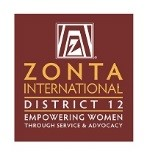 ZONTA
INTERNATIONAL
DISTRICT 12
EMPOWERING WOMEN
THROUGH SERVICE & ADVOCACY